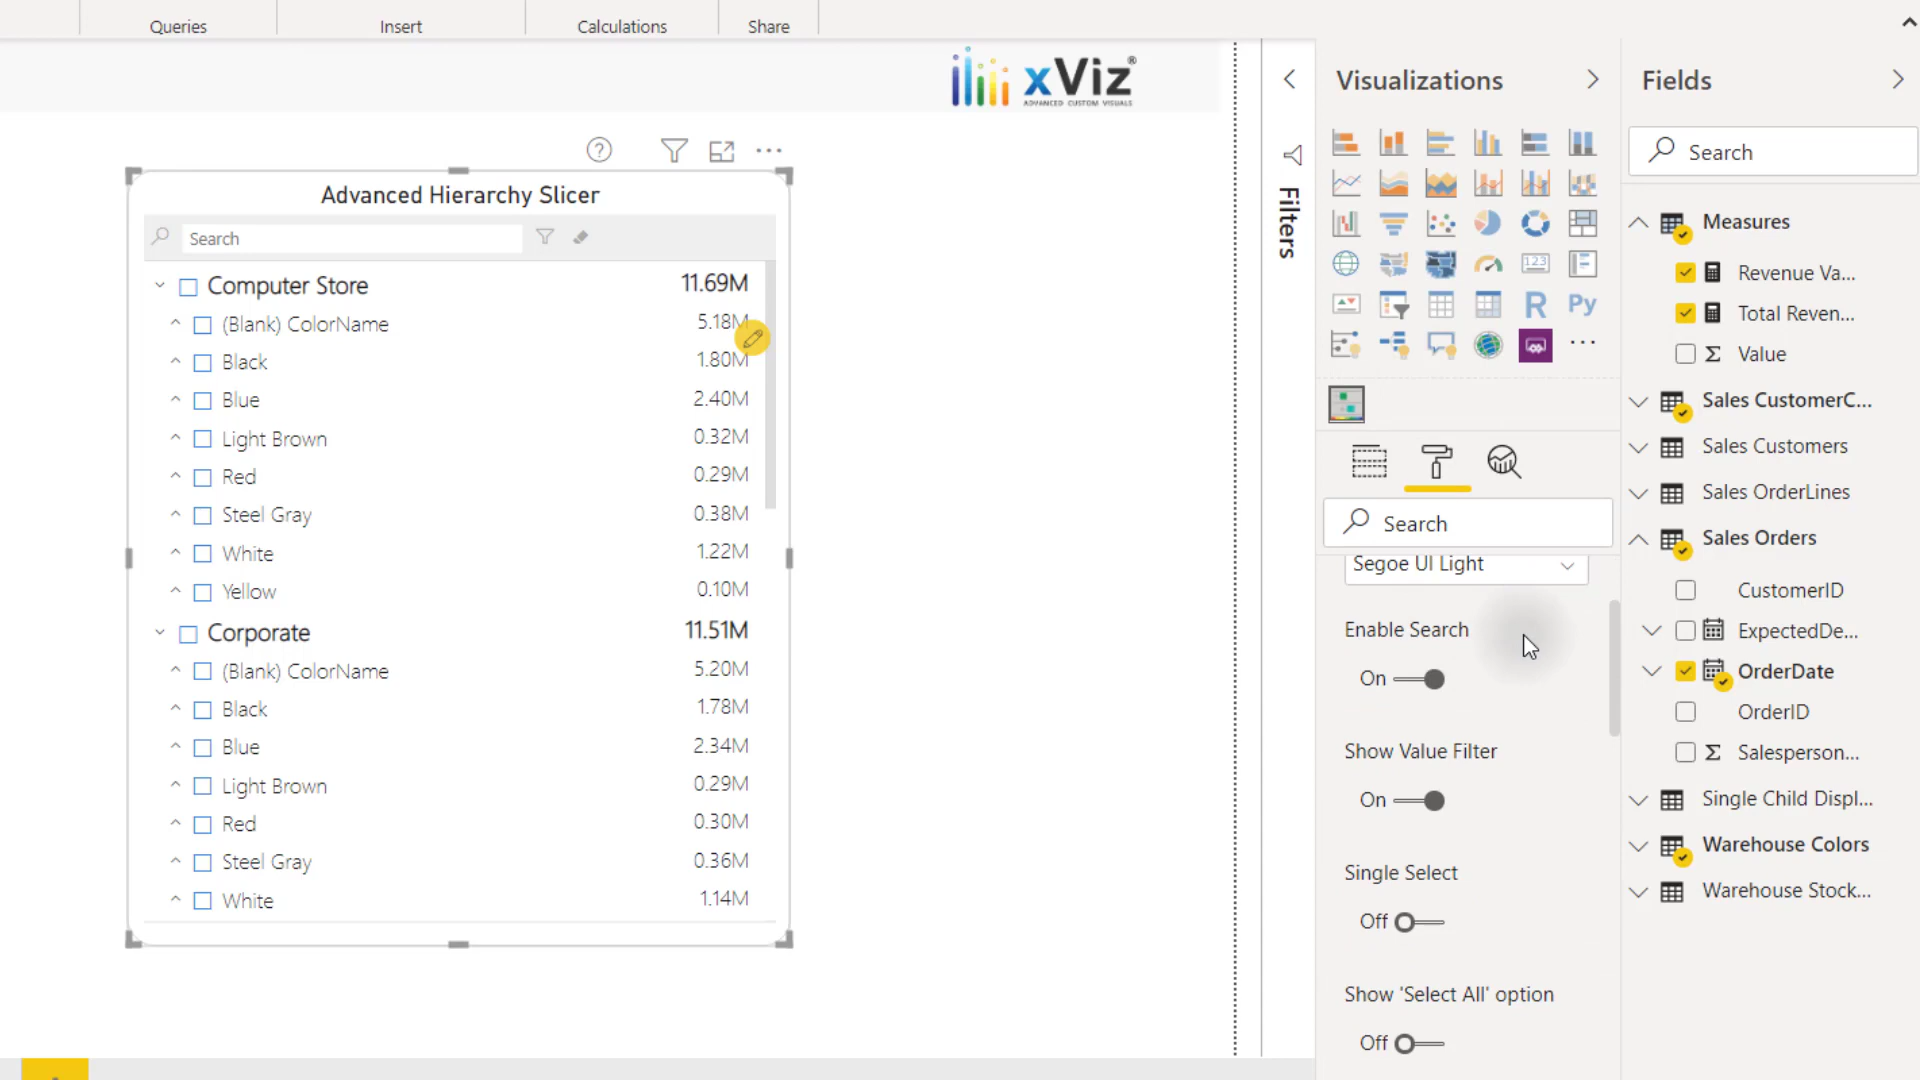 Queries
Insert
Calculations
Share
xViz®
ADVANCED CUSTOM VISUALS
Advanced Hierarchy Slicer
Search
Computer Store 11.69M
(Blank) ColorName 5.18M
Black 1.80M
Blue 2.40M
Light Brown 0.32M
Red 0.29M
Steel Gray 0.38M
White 1.22M
Yellow 0.10M
Corporate 11.51M
(Blank) ColorName 5.20M
Black 1.78M
Blue 2.34M
Light Brown 0.29M
Red 0.30M
Steel Gray 0.36M
White 1.14M
Filters
Visualizations
123
R
Py
Search
Segoe UI Light
Enable Search
On
Show Value Filter
On
Single Select
Off
Show 'Select All' option
Off
Fields
Search
Measures
Revenue Va...
Total Reven...
Σ Value
Sales CustomerC...
Sales Customers
Sales OrderLines
Sales Orders
CustomerID
ExpectedDe...
OrderDate
OrderID
Σ Salesperson...
Single Child Displ...
Warehouse Colors
Warehouse Stock...